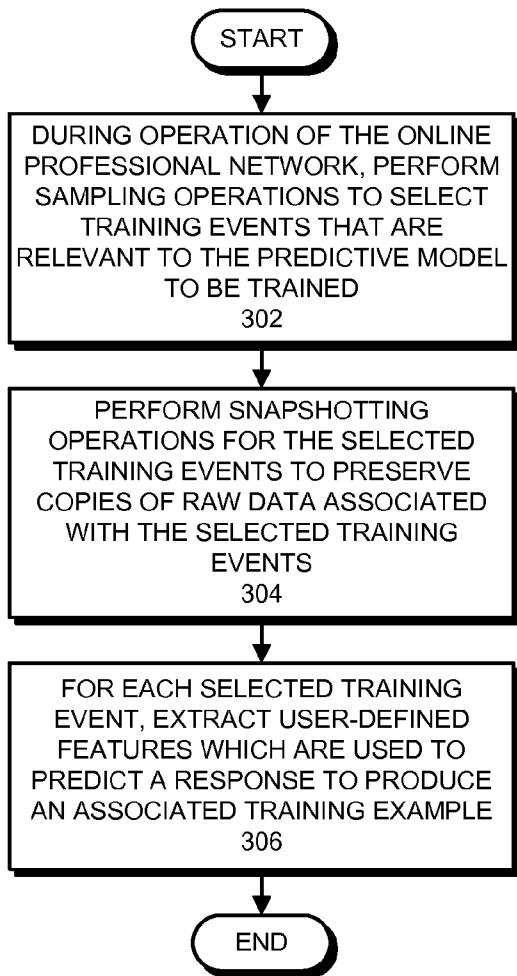 START
DURING OPERATION OF THE ONLINE
PROFESSIONAL NETWORK, PERFORM
SAMPLING OPERATIONS TO SELECT
TRAINING EVENTS THAT ARE
RELEVANT TO THE PREDICTIVE MODEL
TO BE TRAINED
302
PERFORM SNAPSHOTTING
OPERATIONS FOR THE SELECTED
TRAINING EVENTS TO PRESERVE
COPIES OF RAW DATA ASSOCIATED
WITH THE SELECTED TRAINING
EVENTS
304
FOR EACH SELECTED TRAINING
EVENT, EXTRACT USER-DEFINED
FEATURES WHICH ARE USED TO
PREDICT A RESPONSE TO PRODUCE
AN ASSOCIATED TRAINING EXAMPLE
306
END